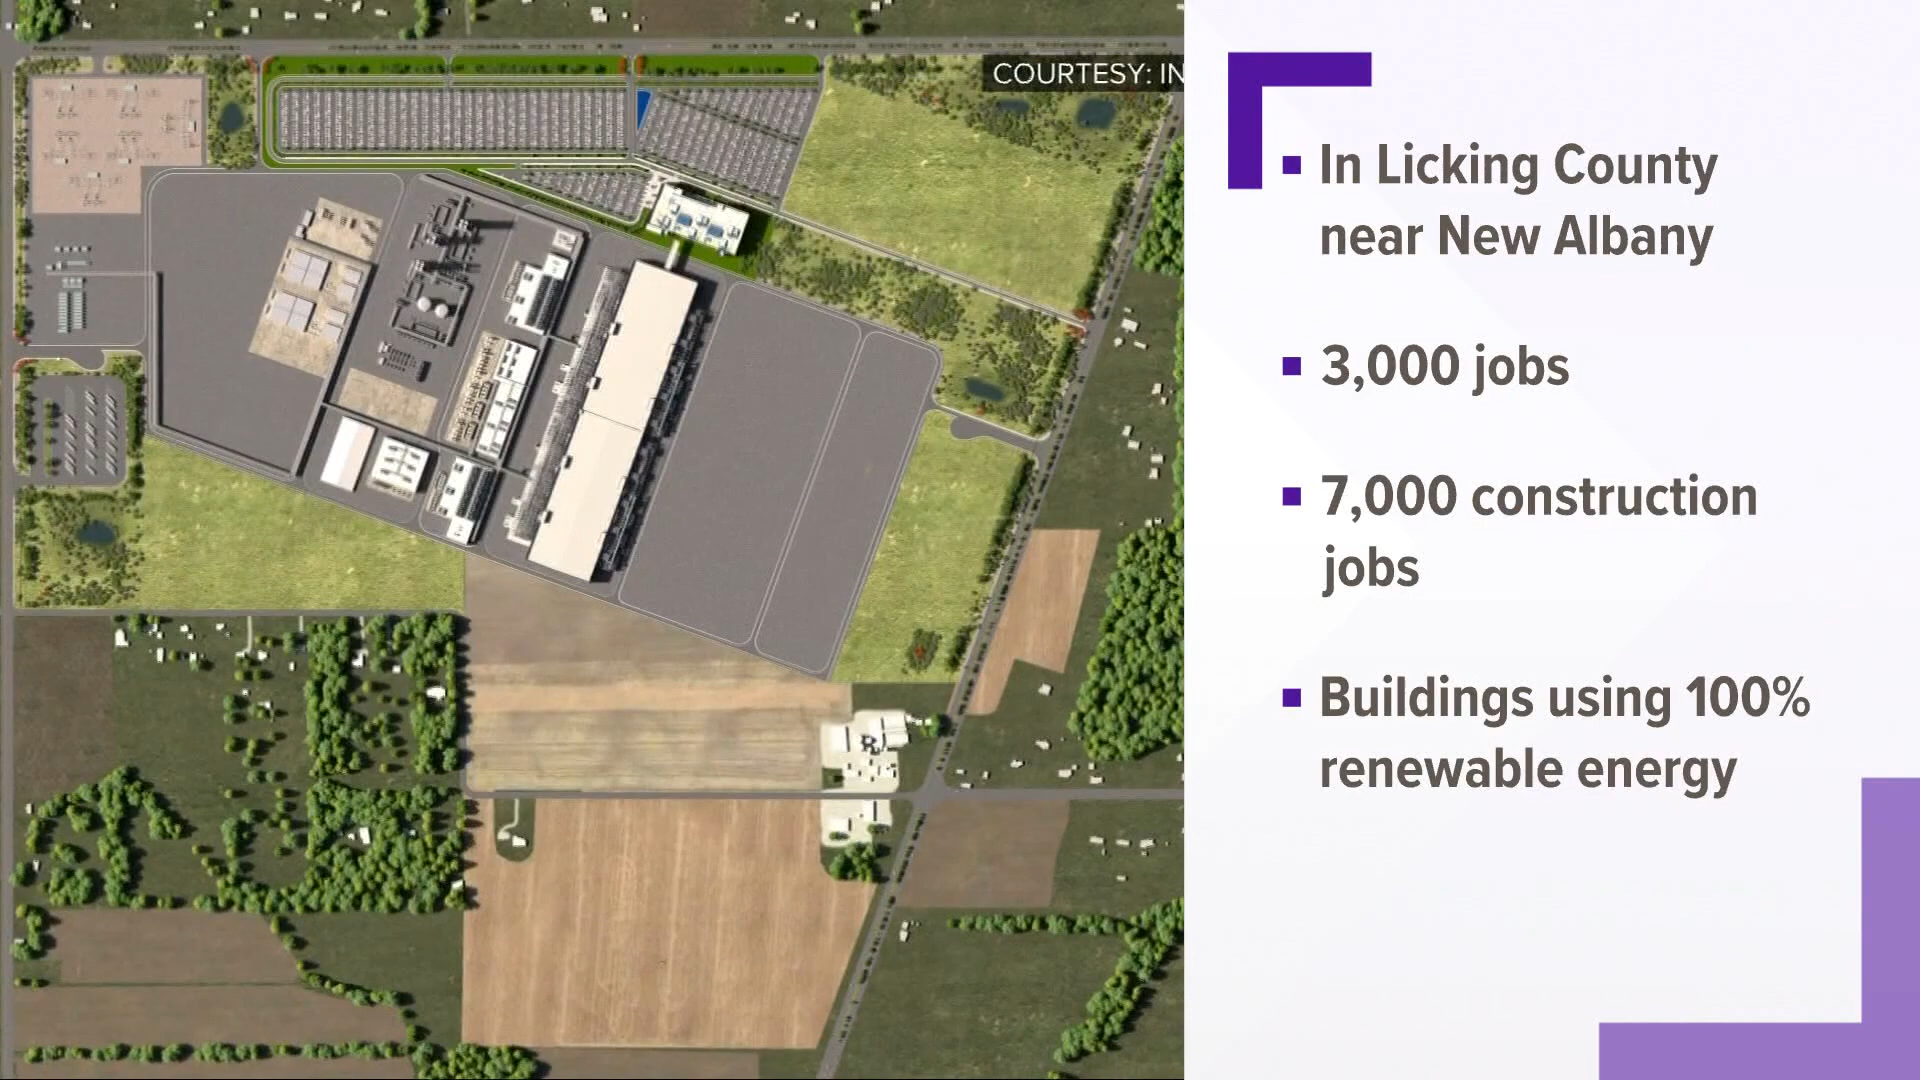 COURTESY: IN
In Licking County
near New Albany
3,000 jobs
7,000 construction
jobs
Buildings using 100%
renewable energy